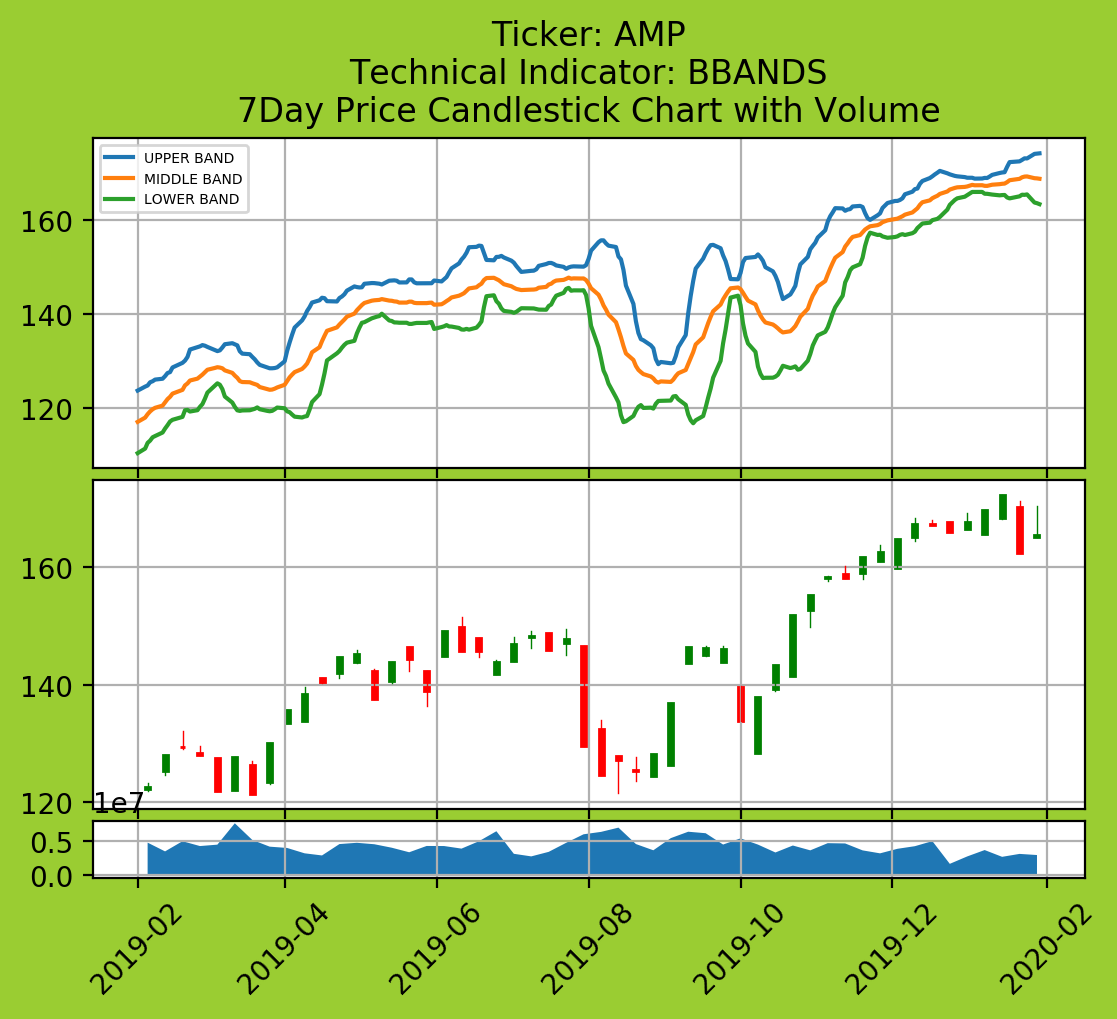 Ticker: AMP
Technical Indicator: BBANDS
7Day Price Candlestick Chart with Volume
UPPER BAND
MIDDLE BAND
LOWER BAND
160
140
120
160
140
120
1e7
0.5
0.0
2019-02
2019-04
2019-06
2019-08
2019-10
2019-12
2020-02